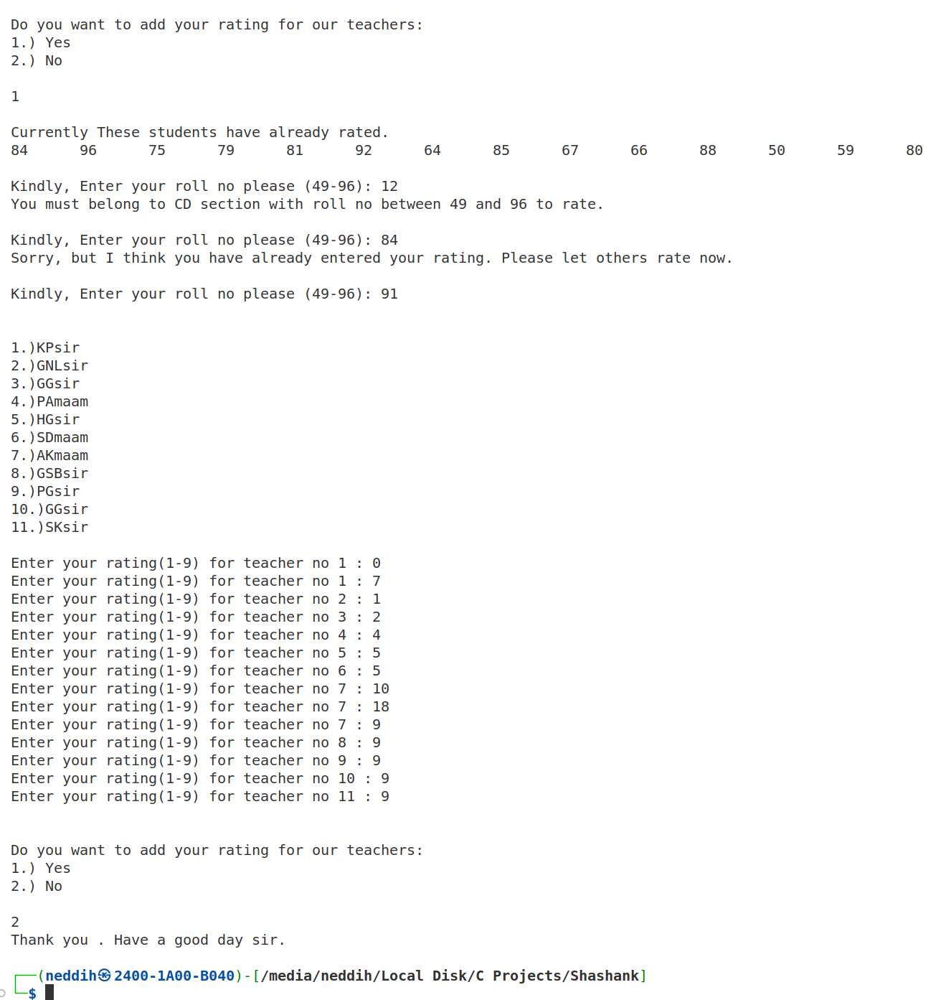 Do you want to add your rating for our teachers:
1.) Yes
2.) No
1
Currently These students have already rated.
84 96 75 79 81 92 64 85 67 66 88 50 59 80
Kindly, Enter your roll no please (49-96): 12
You must belong to CD section with roll no between 49 and 96 to rate.
Kindly, Enter your roll no please (49-96): 84
Sorry, but I think you have already entered your rating. Please let others rate now.
Kindly, Enter your roll no please (49-96): 91
1.)KPsir
2.)GNLsir
3.)GGsir
4.)PAmaam
5.)HGsir
6.)SDmaam
7.)AKmaam
8.)GSBsir
9.)PGsir
10.)GGsir
11.)SKsir
Enter your rating(1-9) for teacher no 1 : 0
Enter your rating(1-9) for teacher no 1 : 7
Enter your rating(1-9) for teacher no 2 : 1
Enter your rating(1-9) for teacher no 3 : 2
Enter your rating(1-9) for teacher no 4 : 4
Enter your rating(1-9) for teacher no 5 : 5
Enter your rating(1-9) for teacher no 6 : 5
Enter your rating(1-9) for teacher no 7 : 10
Enter your rating(1-9) for teacher no 7 : 18
Enter your rating(1-9) for teacher no 7 : 9
Enter your rating(1-9) for teacher no 8 : 9
Enter your rating(1-9) for teacher no 9 : 9
Enter your rating(1-9) for teacher no 10 : 9
Enter your rating(1-9) for teacher no 11 : 9
Do you want to add your rating for our teachers:
1.) Yes
2.) No
2
Thank you . Have a good day sir.
┌──(neddih㉿2400-1A00-B040)-[/media/neddih/Local Disk/C Projects/Shashank]
└─$